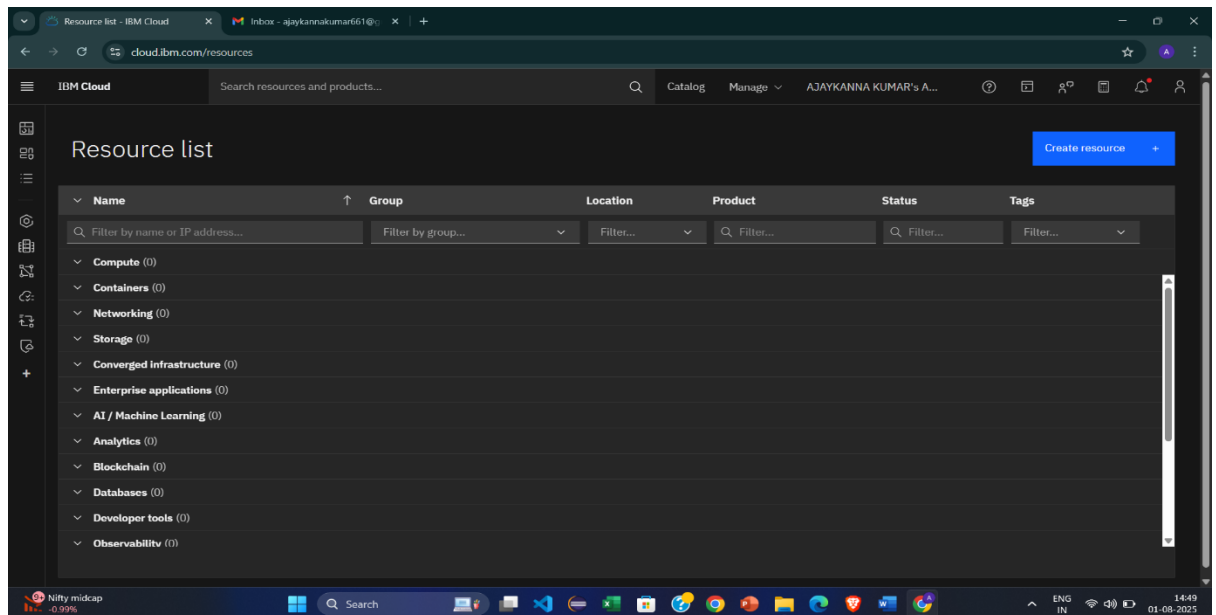 Resource list - IBM Cloud
Inbox - ajaykannakumar661@g
cloud.ibm.com/resources
A
IBM Cloud
Search resources and products...
Catalog
Manage
AJAYKANNA KUMAR's A...
Resource list
Create resource +
Name
Group
Location
Product
Status
Tags
Filter by name or IP address...
Filter by group...
Filter...
Filter...
Filter...
Filter...
Compute (0)
Containers (0)
Networking (0)
Storage (0)
Converged infrastructure (0)
Enterprise applications (0)
AI / Machine Learning (0)
Analytics (0)
Blockchain (0)
Databases (0)
Developer tools (0)
Observability (0)
9+
Nifty midcap
-0.99%
Search
ENG
IN
14:49
01-08-2025